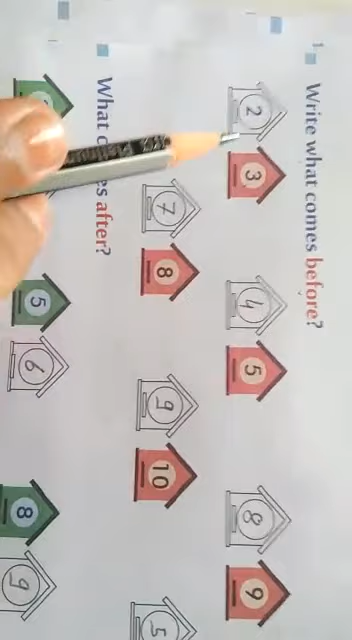 Write what comes before?
2 3 4 5 8 9
7 8 9 10 5
What comes after?
5 6 8 9